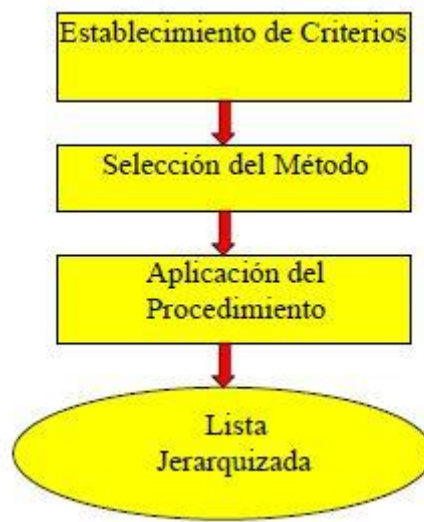 Establecimiento de Criterios
Selección del Método
Aplicación del
Procedimiento
Lista
Jerarquizada